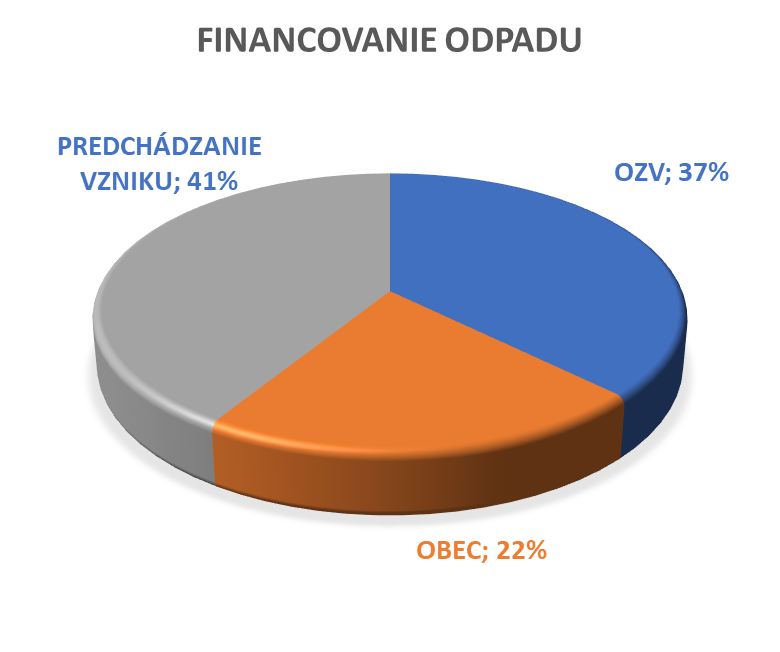 FINANCOVANIE ODPADU
PREDCHÁDZANIE
VZNIKU; 41%
OZV; 37%
OBEC; 22%